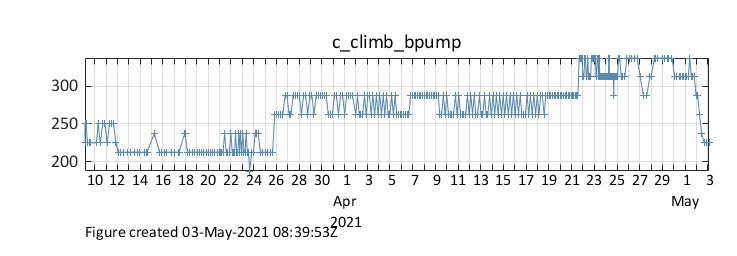 c_climb_bpump
300
250
200
10 12 14 16 18 20 22 24 26 28 30 1 3 5 7 9 11 13 15 17 19 21 23 25 27 29 1 3
Apr May
2021
Figure created 03-May-2021 08:39:53Z